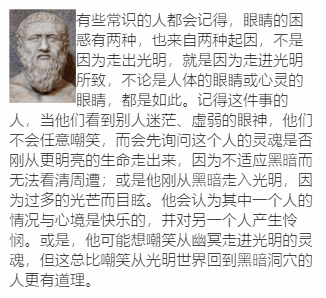 有些常识的人都会记得，眼睛的困
惑有两种，也来自两种起因，不是
因为走出光明，就是因为走进光明
所致，不论是人体的眼睛或心灵的
眼睛，都是如此。记得这件事的
人，当他们看到别人迷茫、虚弱的眼神，他们
不会任意嘲笑，而会先询问这个人的灵魂是否
刚从更明亮的生命走出来，因为不适应黑暗而
无法看清周遭；或是他刚从黑暗走入光明，因
为过多的光芒而目眩。他会认为其中一个人的
情况与心境是快乐的，并对另一个人产生怜
悯。或是，他可能想嘲笑从幽冥走进光明的灵
魂，但这总比嘲笑从光明世界回到黑暗洞穴的
人更有道理。